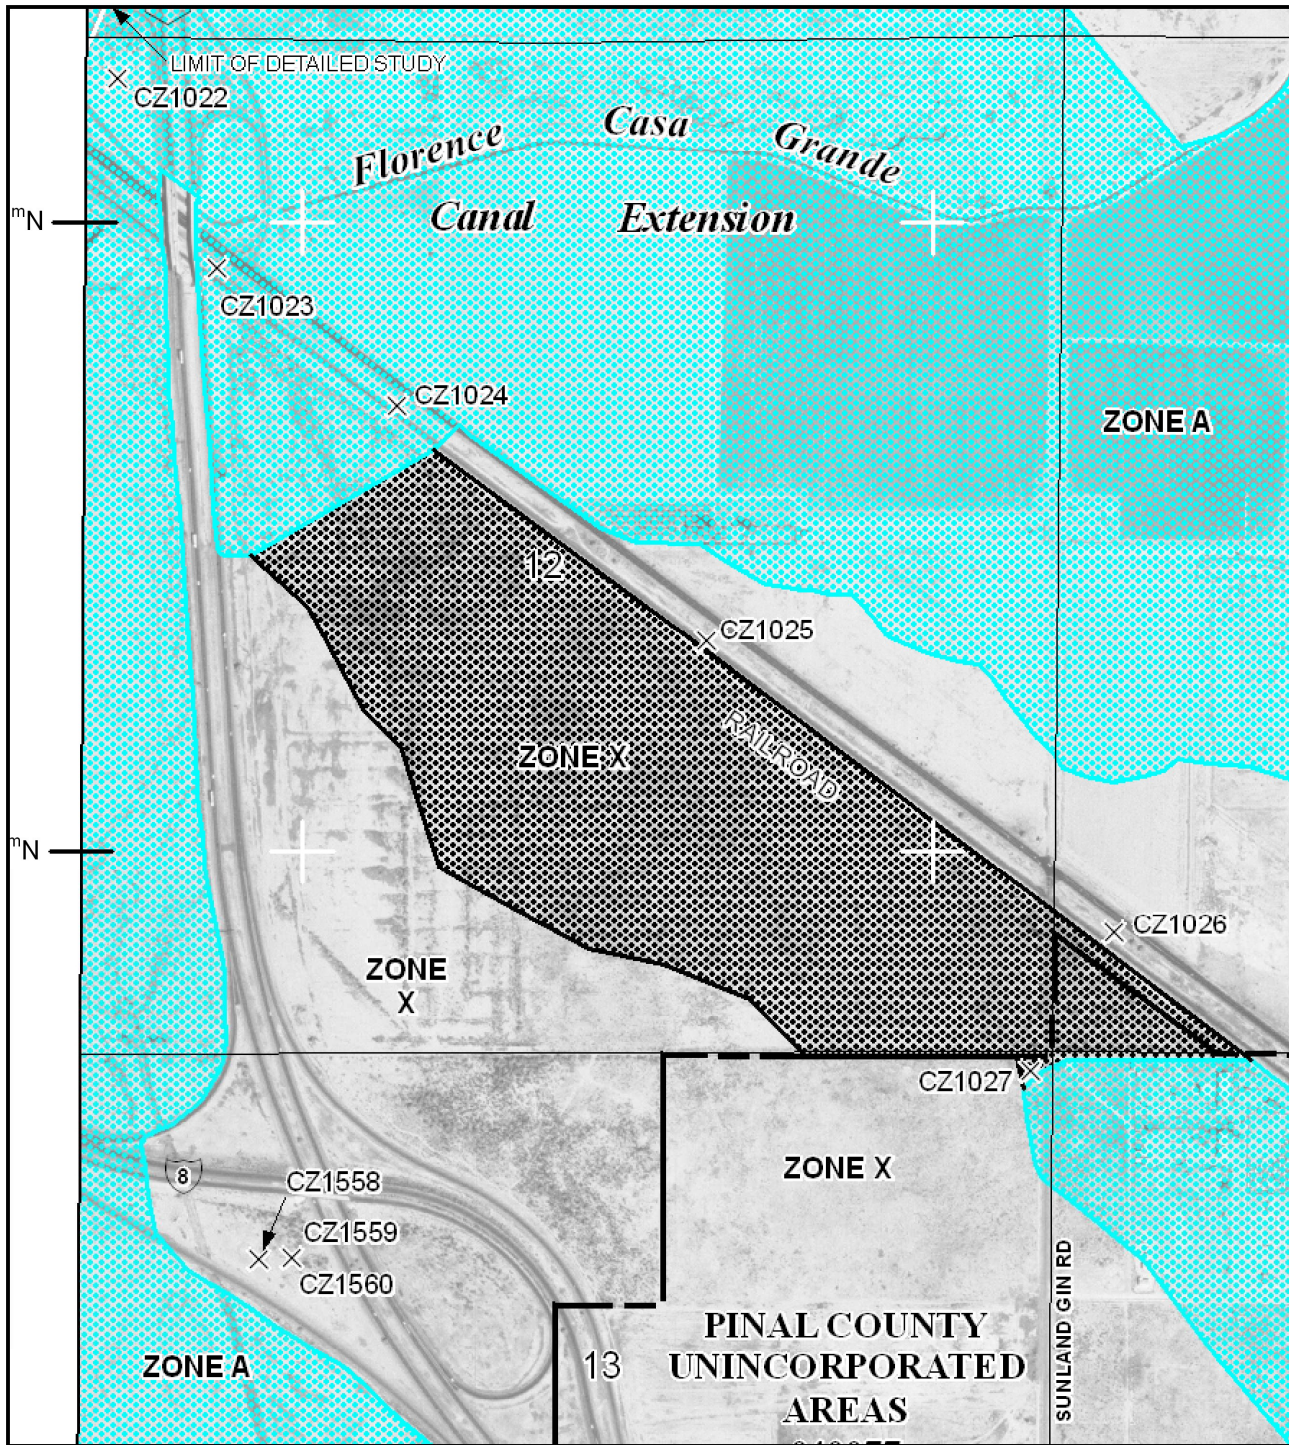 LIMIT OF DETAILED STUDY
CZ1022
Florence Casa Grande
Canal Extension
mN
CZ1023
CZ1024
ZONE A
12
CZ1025
RAILROAD
ZONE X
mN
CZ1026
ZONE
X
CZ1027
ZONE X
8
CZ1558
CZ1559
CZ1560
SUNLAND GIN RD
ZONE A
13
PINAL COUNTY
UNINCORPORATED
AREAS